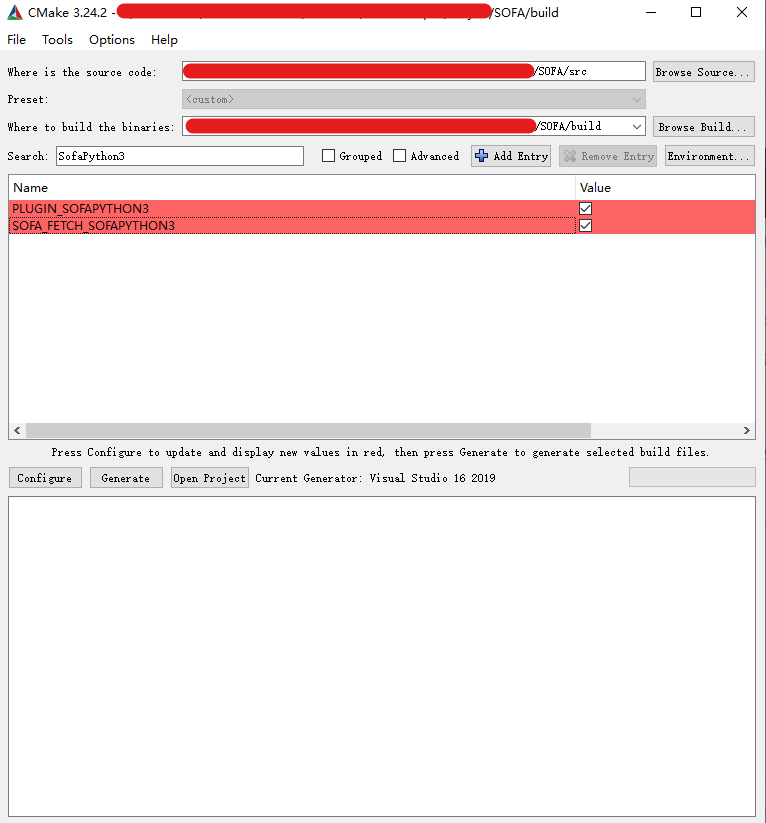 CMake 3.24.2 - /SOFA/build
File Tools Options Help
Where is the source code: /SOFA/src Browse Source...
Preset: <custom>
Where to build the binaries: /SOFA/build Browse Build...
Search: SofaPython3 Grouped Advanced Add Entry Remove Entry Environment...
Name Value
PLUGIN_SOFAPYTHON3
SOFA_FETCH_SOFAPYTHON3
Press Configure to update and display new values in red, then press Generate to generate selected build files.
Configure Generate Open Project Current Generator: Visual Studio 16 2019